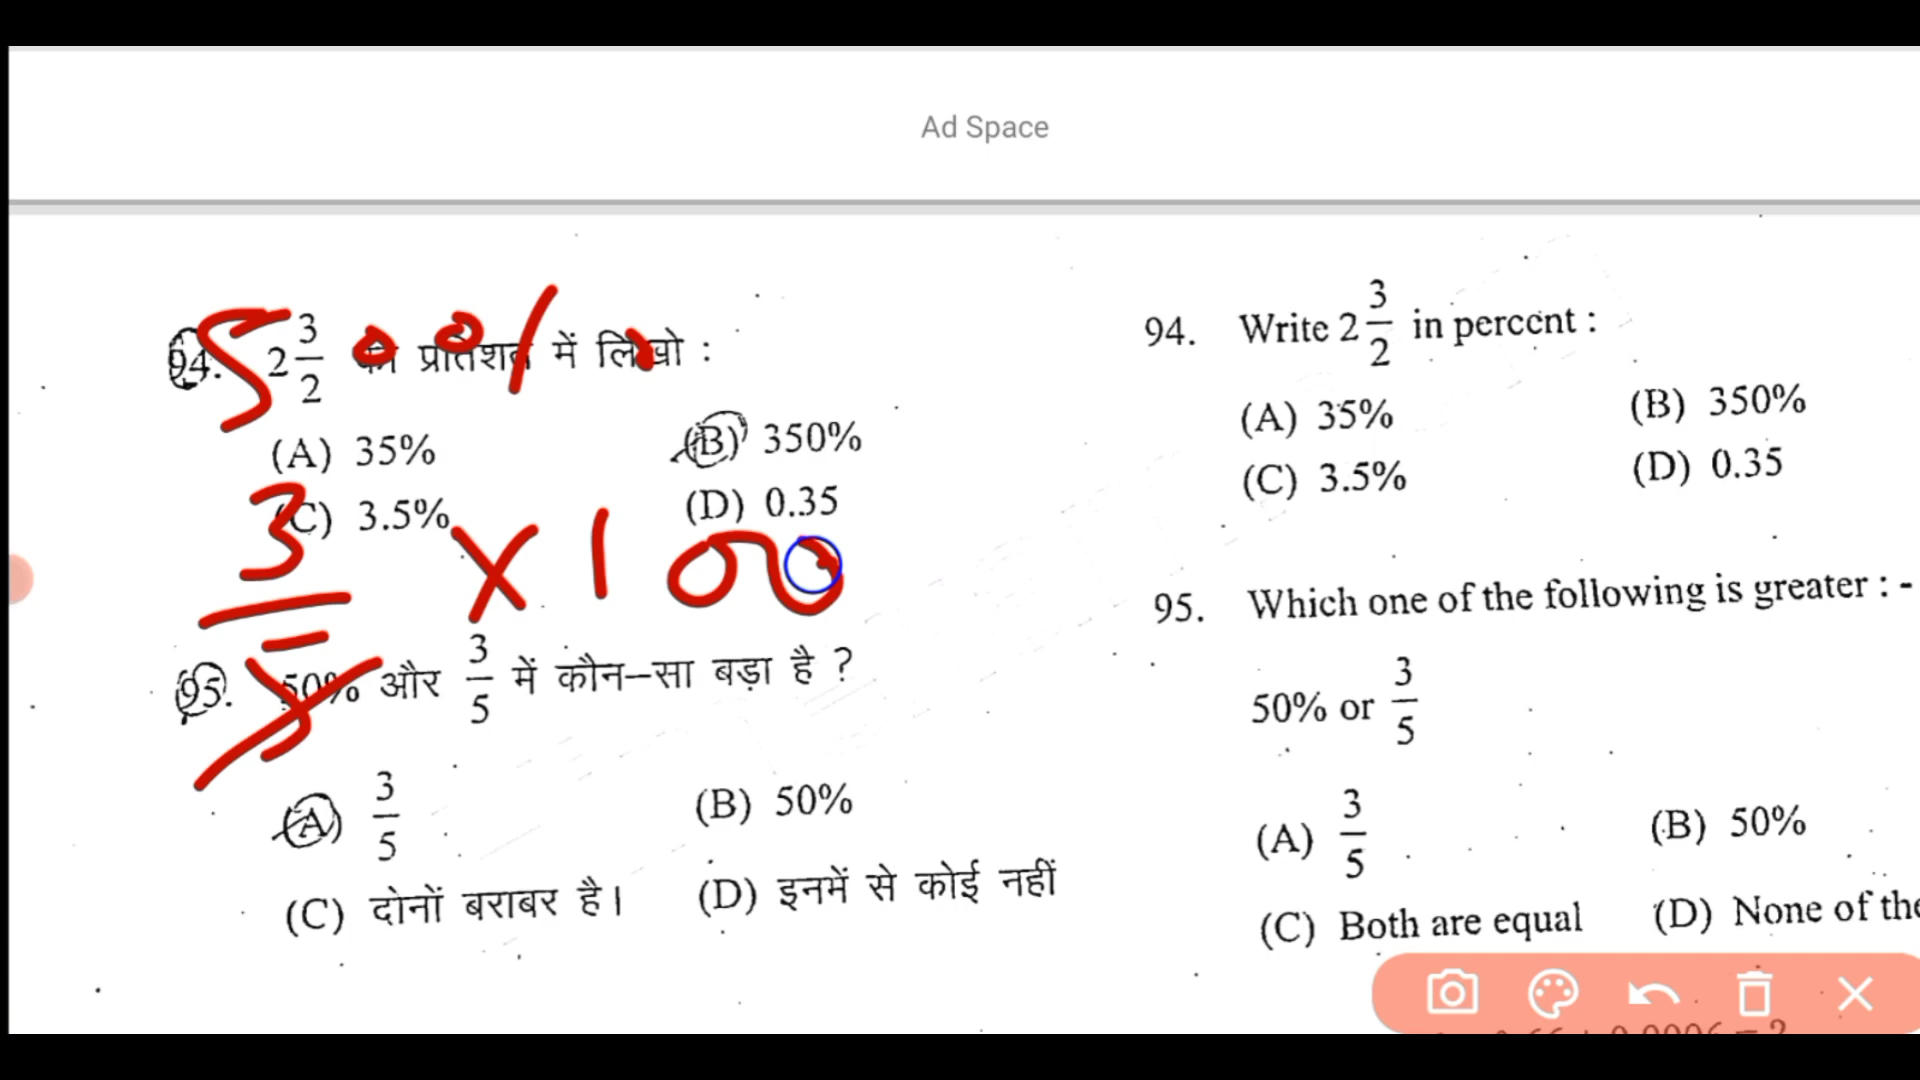 Ad Space
94. 2 3/2 को प्रतिशत में लिखो :
(A) 35% (B) 350%
(C) 3.5% (D) 0.35
50%
3/5 × 100
95. 50% और 3/5 में कौन–सा बड़ा है ?
(A) 3/5 (B) 50%
(C) दोनों बराबर है। (D) इनमें से कोई नहीं
94. Write 2 3/2 in percent :
(A) 35% (B) 350%
(C) 3.5% (D) 0.35
95. Which one of the following is greater : -
50% or 3/5
(A) 3/5 (B) 50%
(C) Both are equal (D) None of the